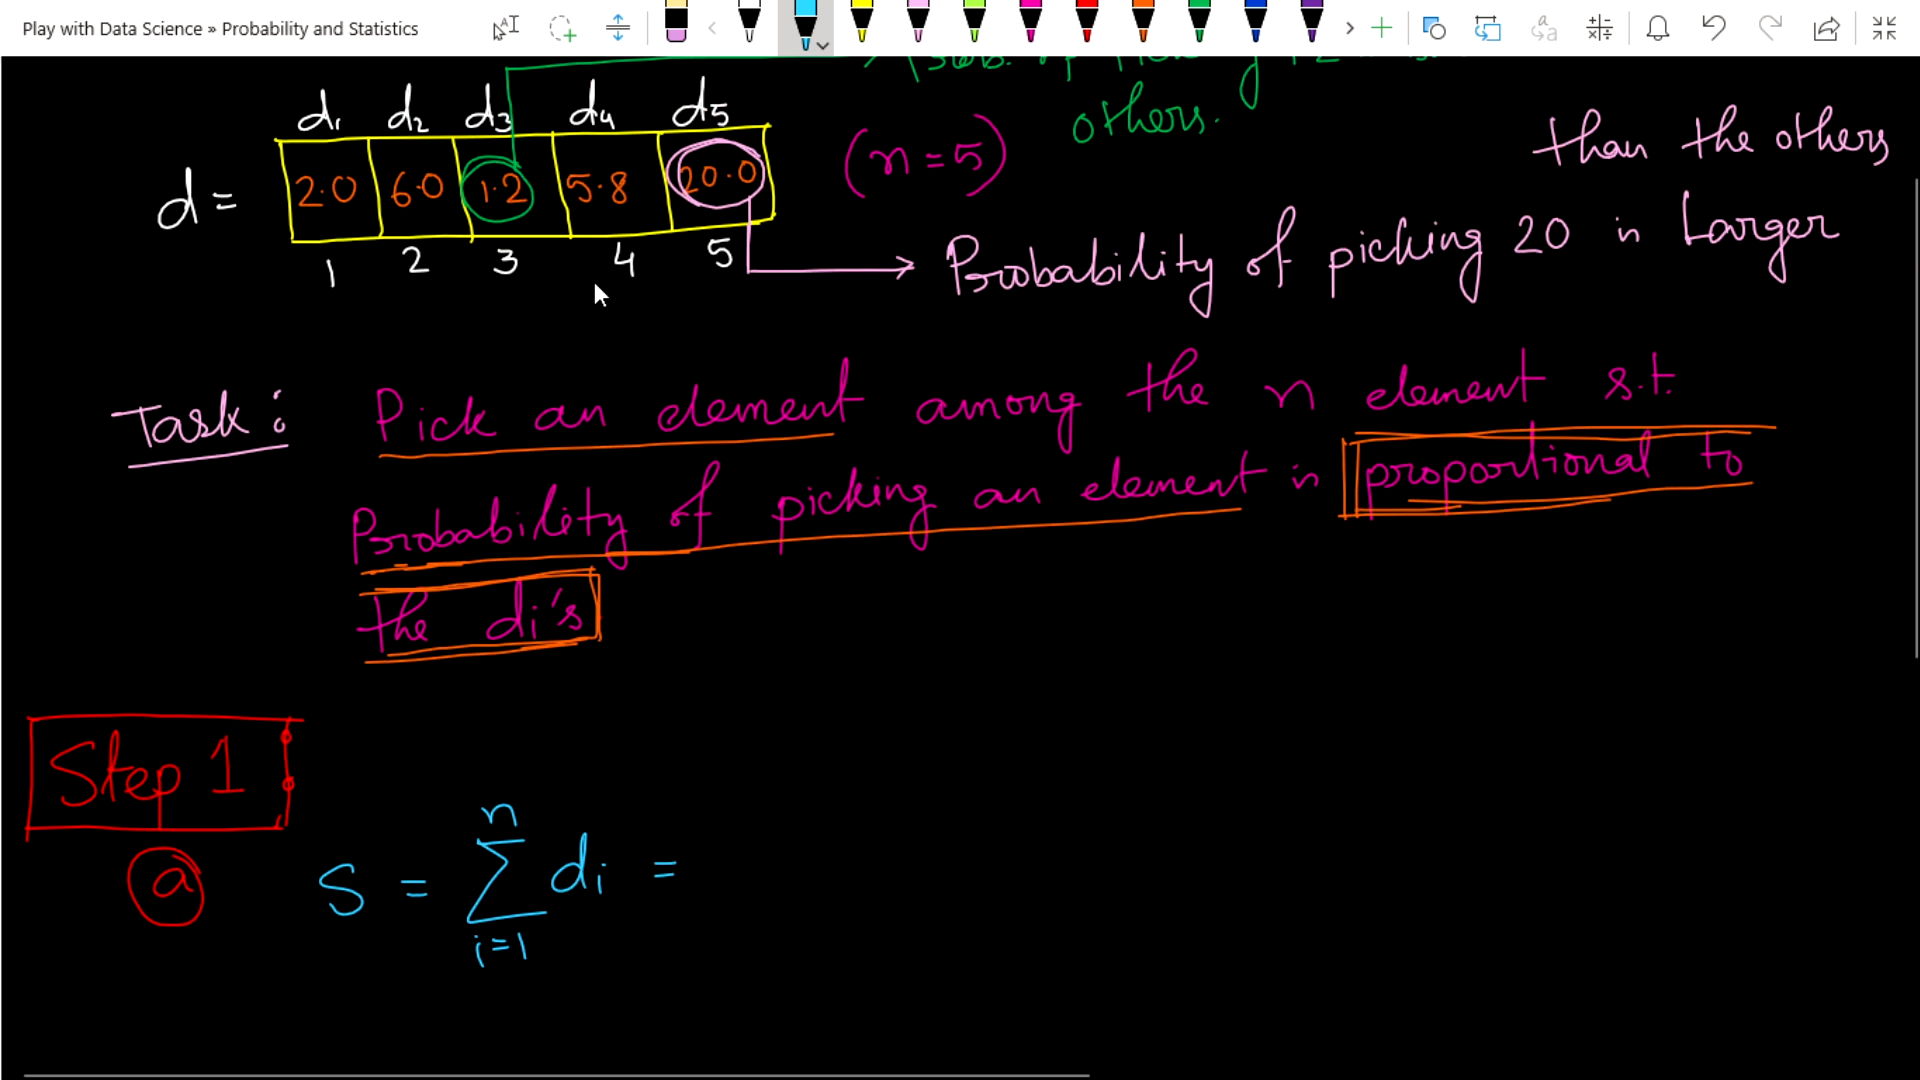 Play with Data Science » Probability and Statistics
others.
d₁ d₂ d₃ d₄ d₅
d = 2.0 6.0 1.2 5.8 20.0 (n=5)
1 2 3 4 5
than the others
Probability of picking 20 is Larger
Task: Pick an element among the n element s.t.
Probability of picking an element is proportional to
the di's
Step 1:
a S = n∑i=1 di =